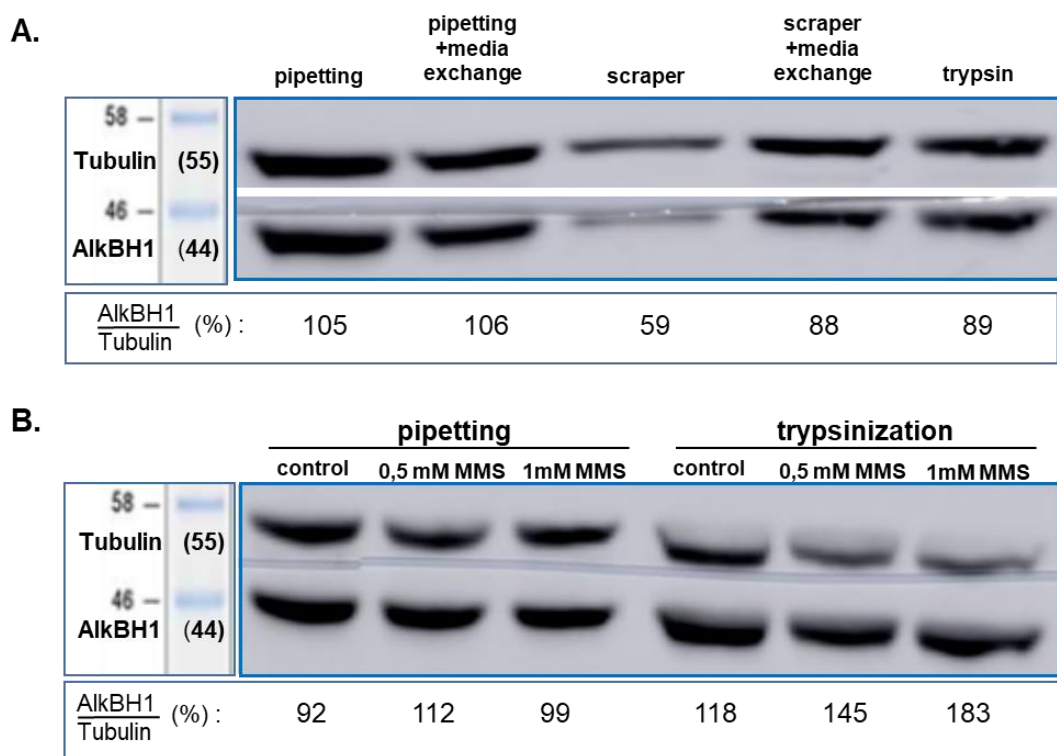 A.
pipetting
pipetting
+media
exchange
scraper
scraper
+media
exchange
trypsin
58 –
Tubulin (55)
46 –
AlkBH1 (44)
AlkBH1
Tubulin
(%) :
105 106 59 88 89
B.
pipetting trypsinization
control 0,5 mM MMS 1mM MMS control 0,5 mM MMS 1mM MMS
58 –
Tubulin (55)
46 –
AlkBH1 (44)
AlkBH1
Tubulin
(%) :
92 112 99 118 145 183